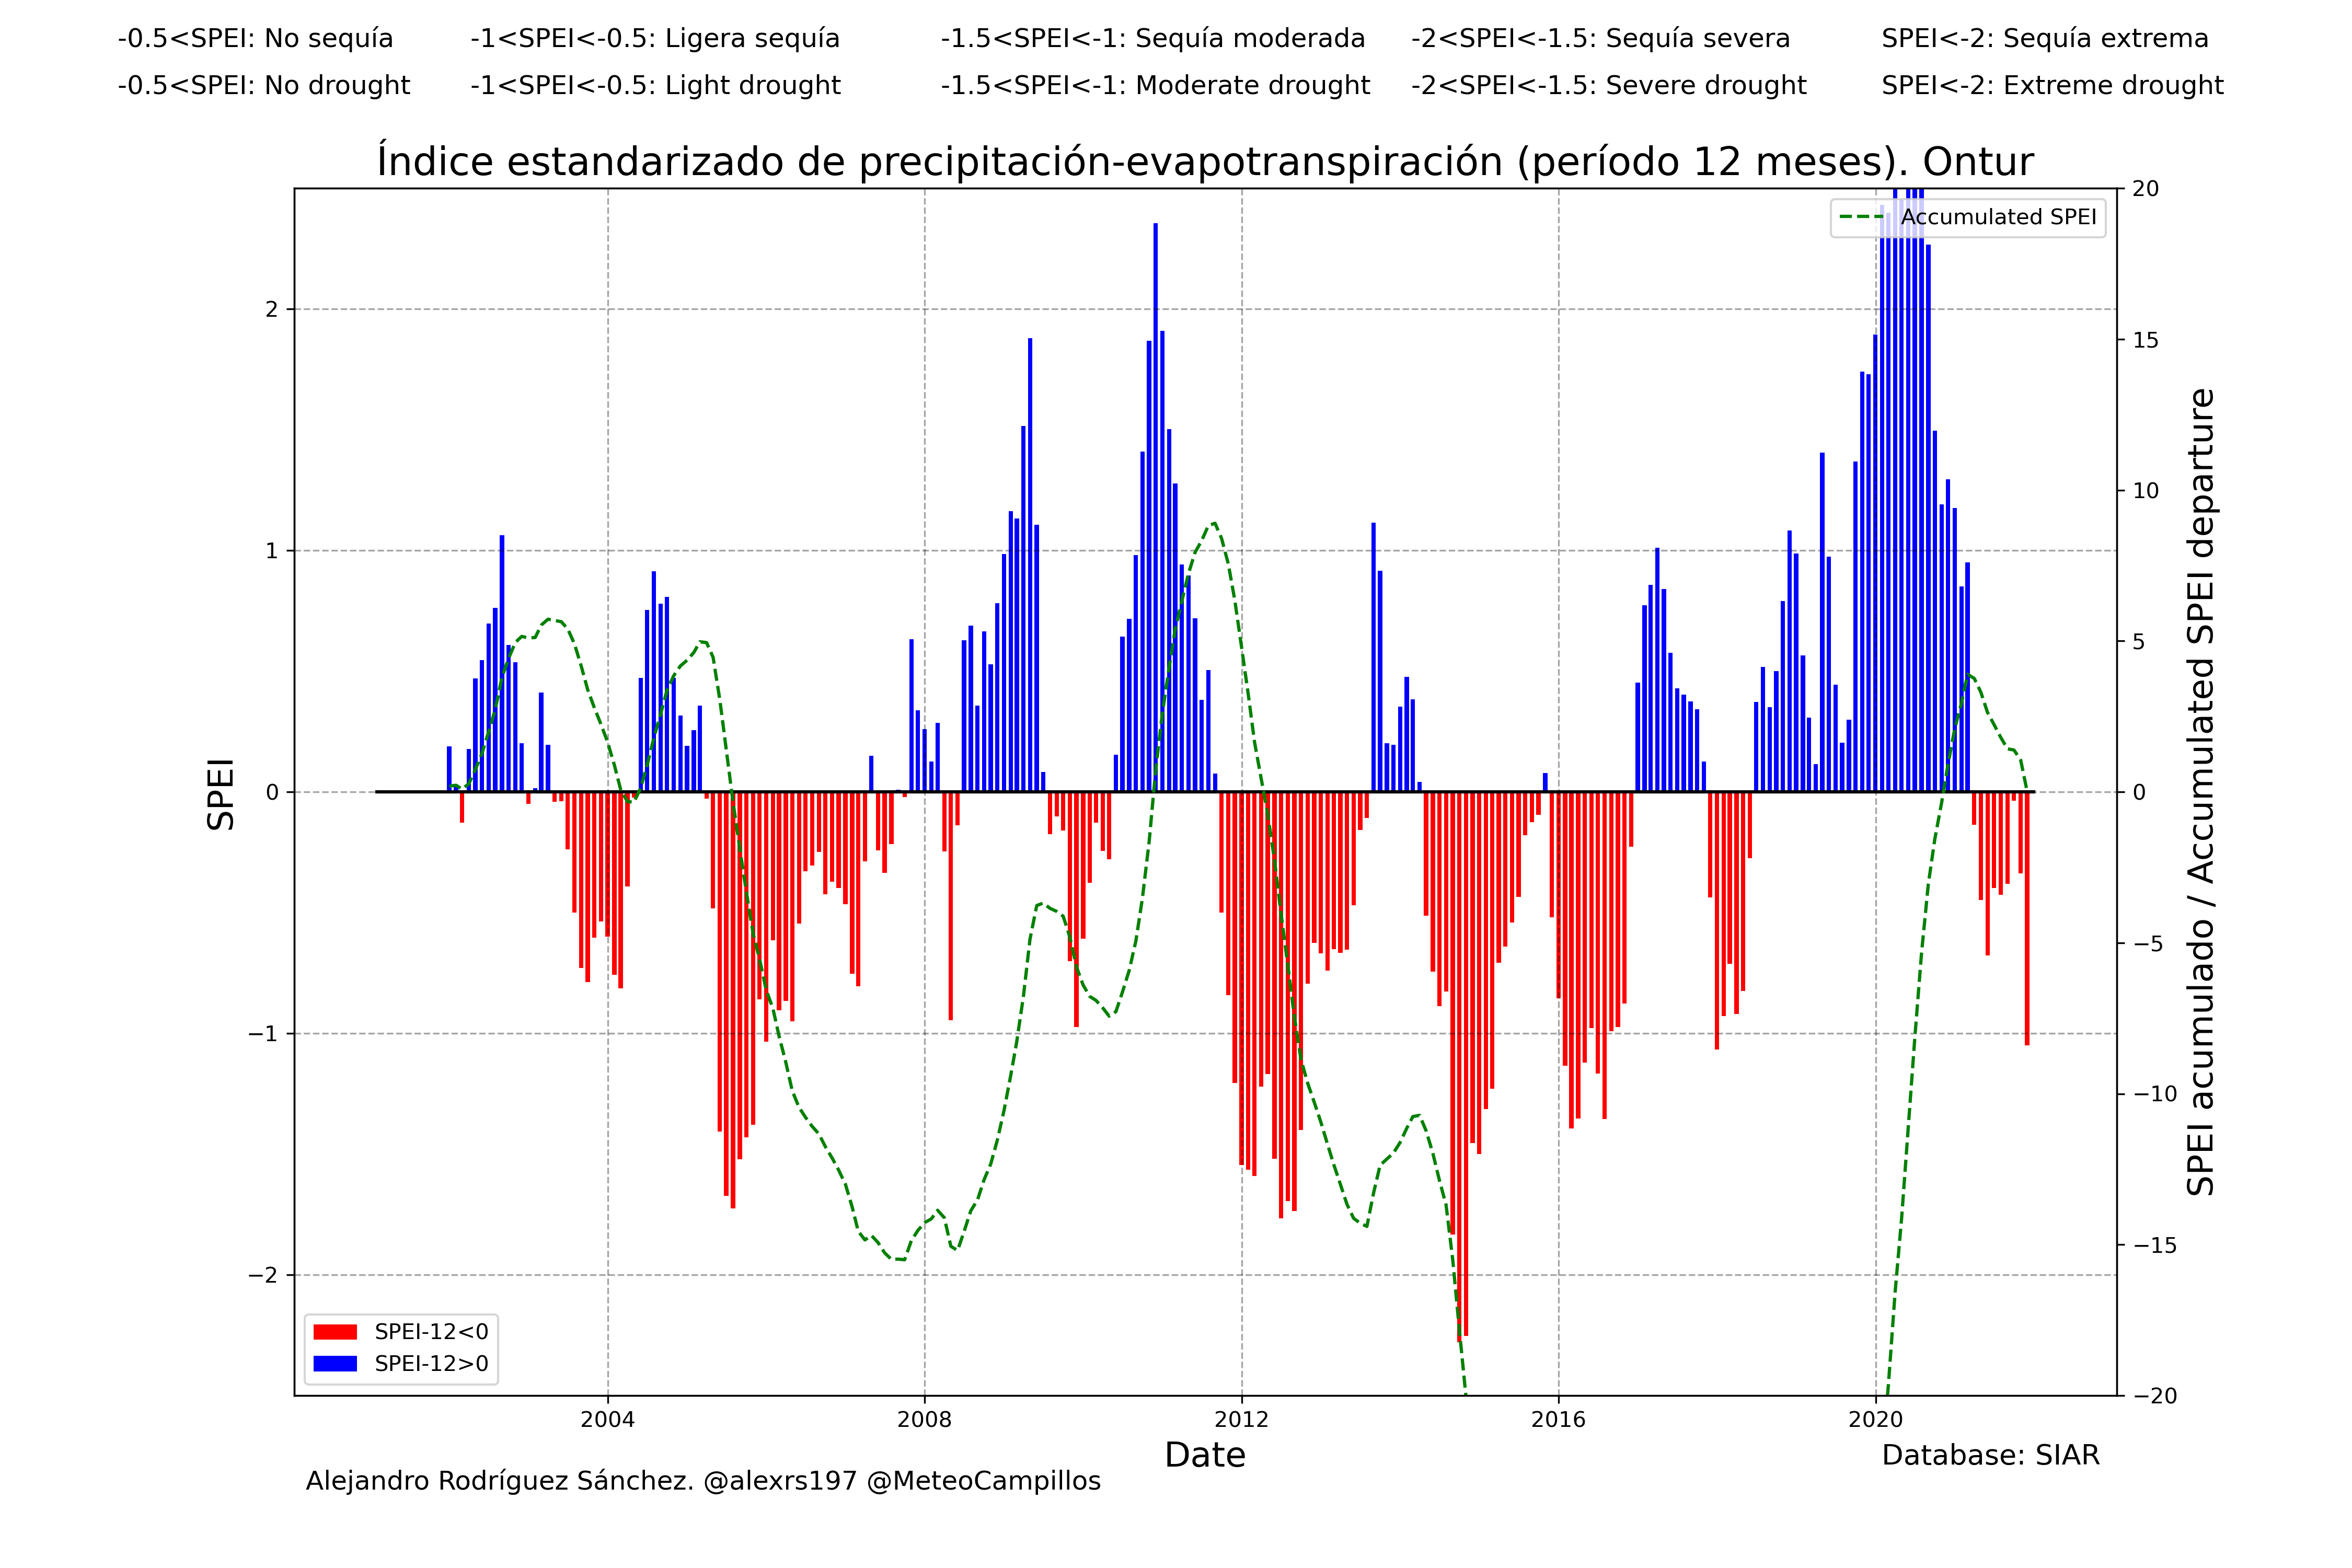 -0.5<SPEI: No sequía -1<SPEI<-0.5: Ligera sequía -1.5<SPEI<-1: Sequía moderada -2<SPEI<-1.5: Sequía severa SPEI<-2: Sequía extrema
-0.5<SPEI: No drought -1<SPEI<-0.5: Light drought -1.5<SPEI<-1: Moderate drought -2<SPEI<-1.5: Severe drought SPEI<-2: Extreme drought
Índice estandarizado de precipitación-evapotranspiración (período 12 meses). Ontur
Accumulated SPEI
SPEI
2
1
0
−1
−2
20
15
10
5
0
−5
−10
−15
−20
SPEI acumulado / Accumulated SPEI departure
SPEI-12<0
SPEI-12>0
2004 2008 2012 2016 2020
Date
Database: SIAR
Alejandro Rodríguez Sánchez. @alexrs197 @MeteoCampillos